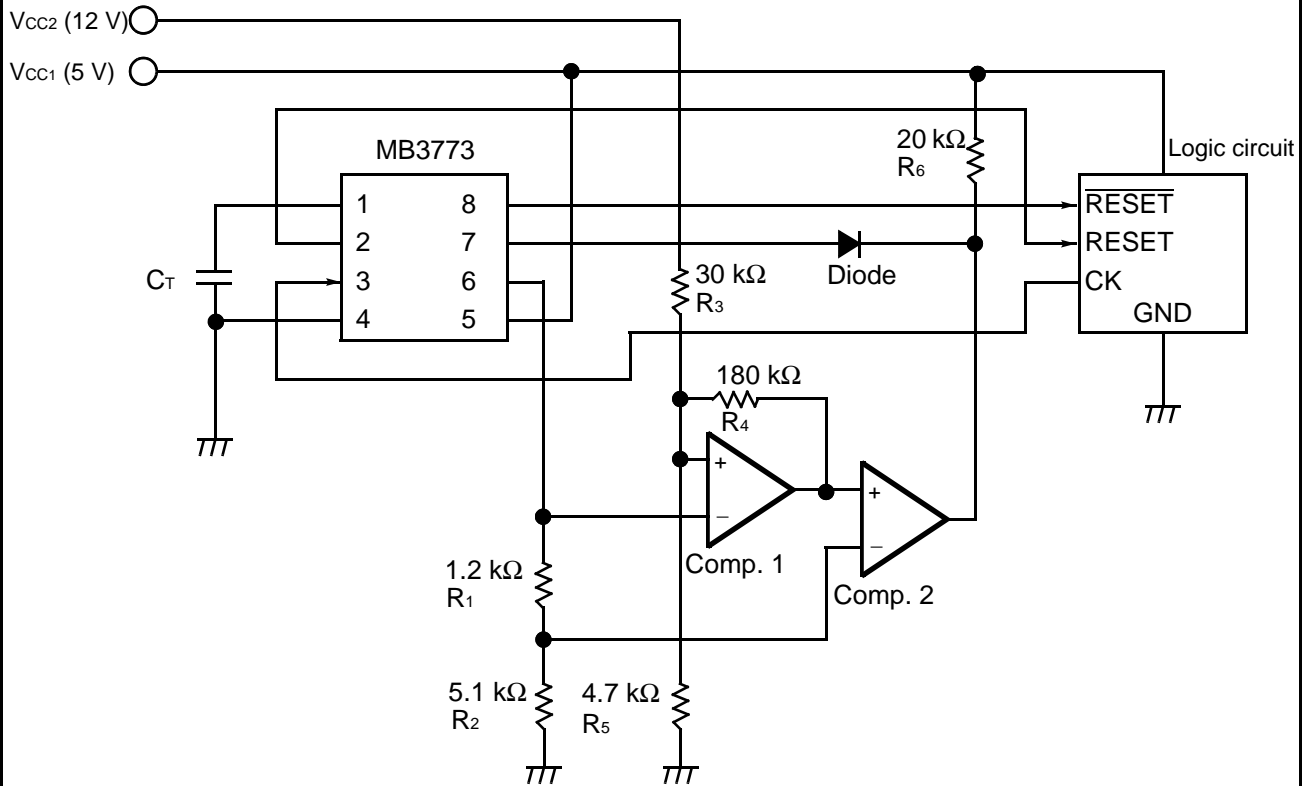 VCC2 (12 V)
VCC1 (5 V)
MB3773
20 kΩ
R6
Logic circuit
1
8
RESET
2
7
RESET
CT
3
6
Diode
30 kΩ
R3
CK
4
5
GND
180 kΩ
R4
+
−
Comp. 1
+
−
Comp. 2
1.2 kΩ
R1
5.1 kΩ
R2
4.7 kΩ
R5